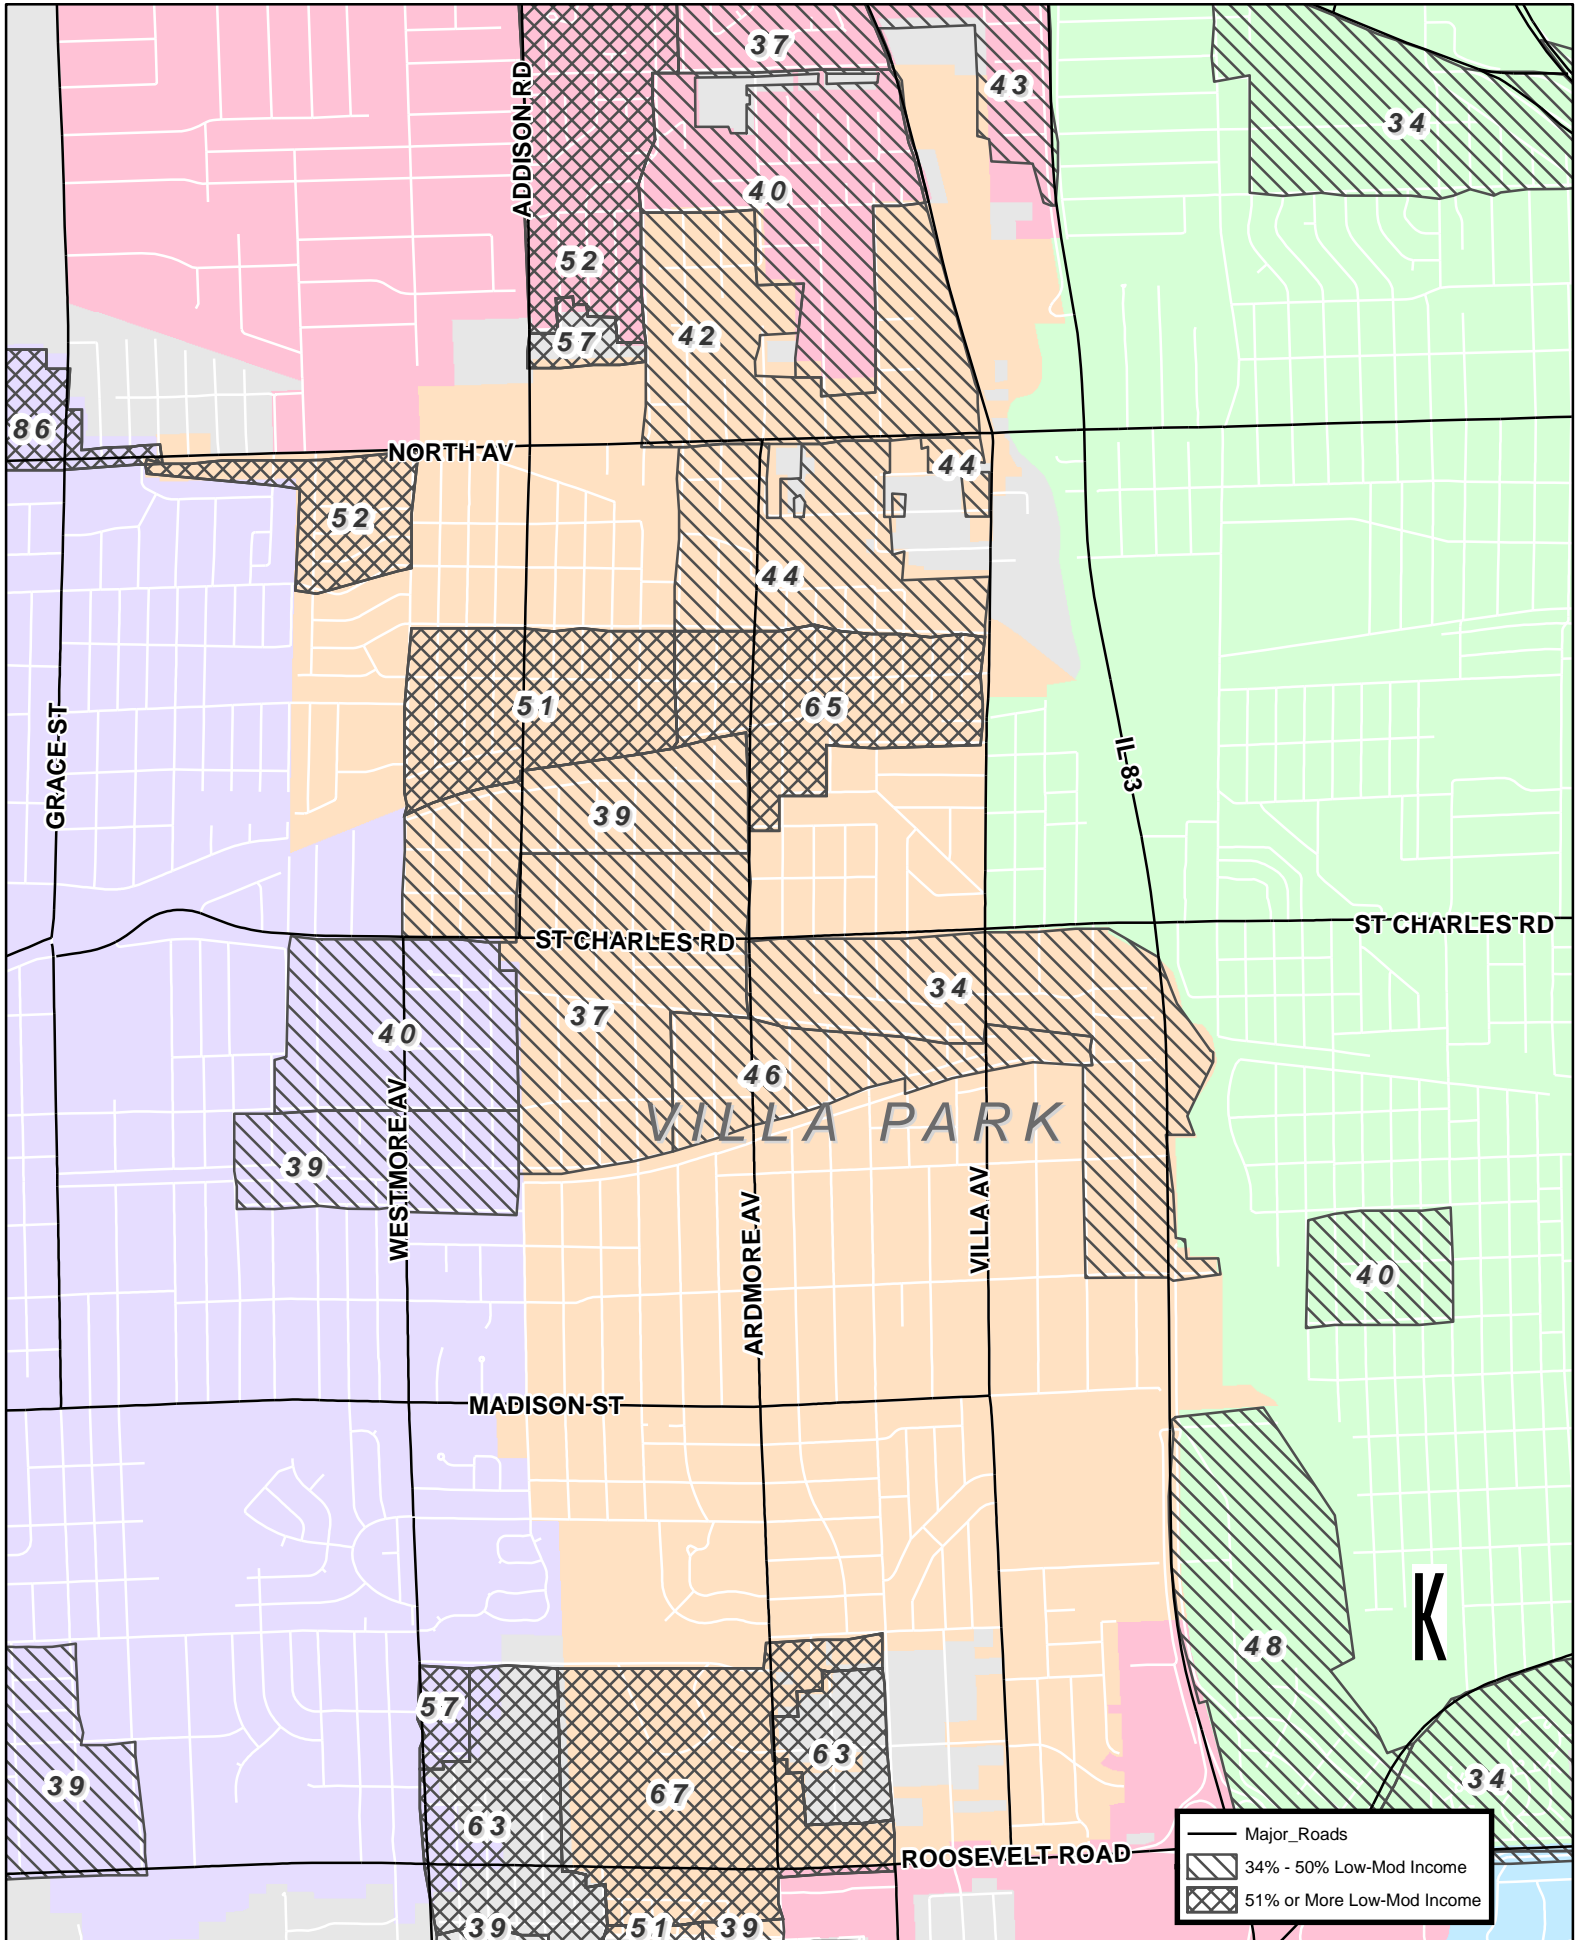 37
43
34
ADDISON RD
40
52
57
42
86
NORTH AV
44
52
44
51
65
GRACE ST
IL 83
39
ST CHARLES RD
ST CHARLES RD
34
37
40
46
VILLA PARK
WESTMORE AV
39
VILLA AV
ARDMORE AV
40
MADISON ST
K
48
57
63
39
67
34
63
Major_Roads
ROOSEVELT ROAD
34% - 50% Low-Mod Income
51% or More Low-Mod Income
39
51
39